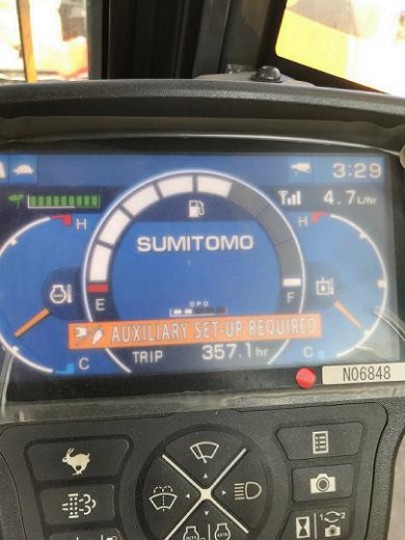 3:29
4.7 L/hr
H
H
SUMITOMO
E
F
DPD
AUXILIARY SET-UP REQUIRED
C
TRIP 357.1 hr
C
N06848